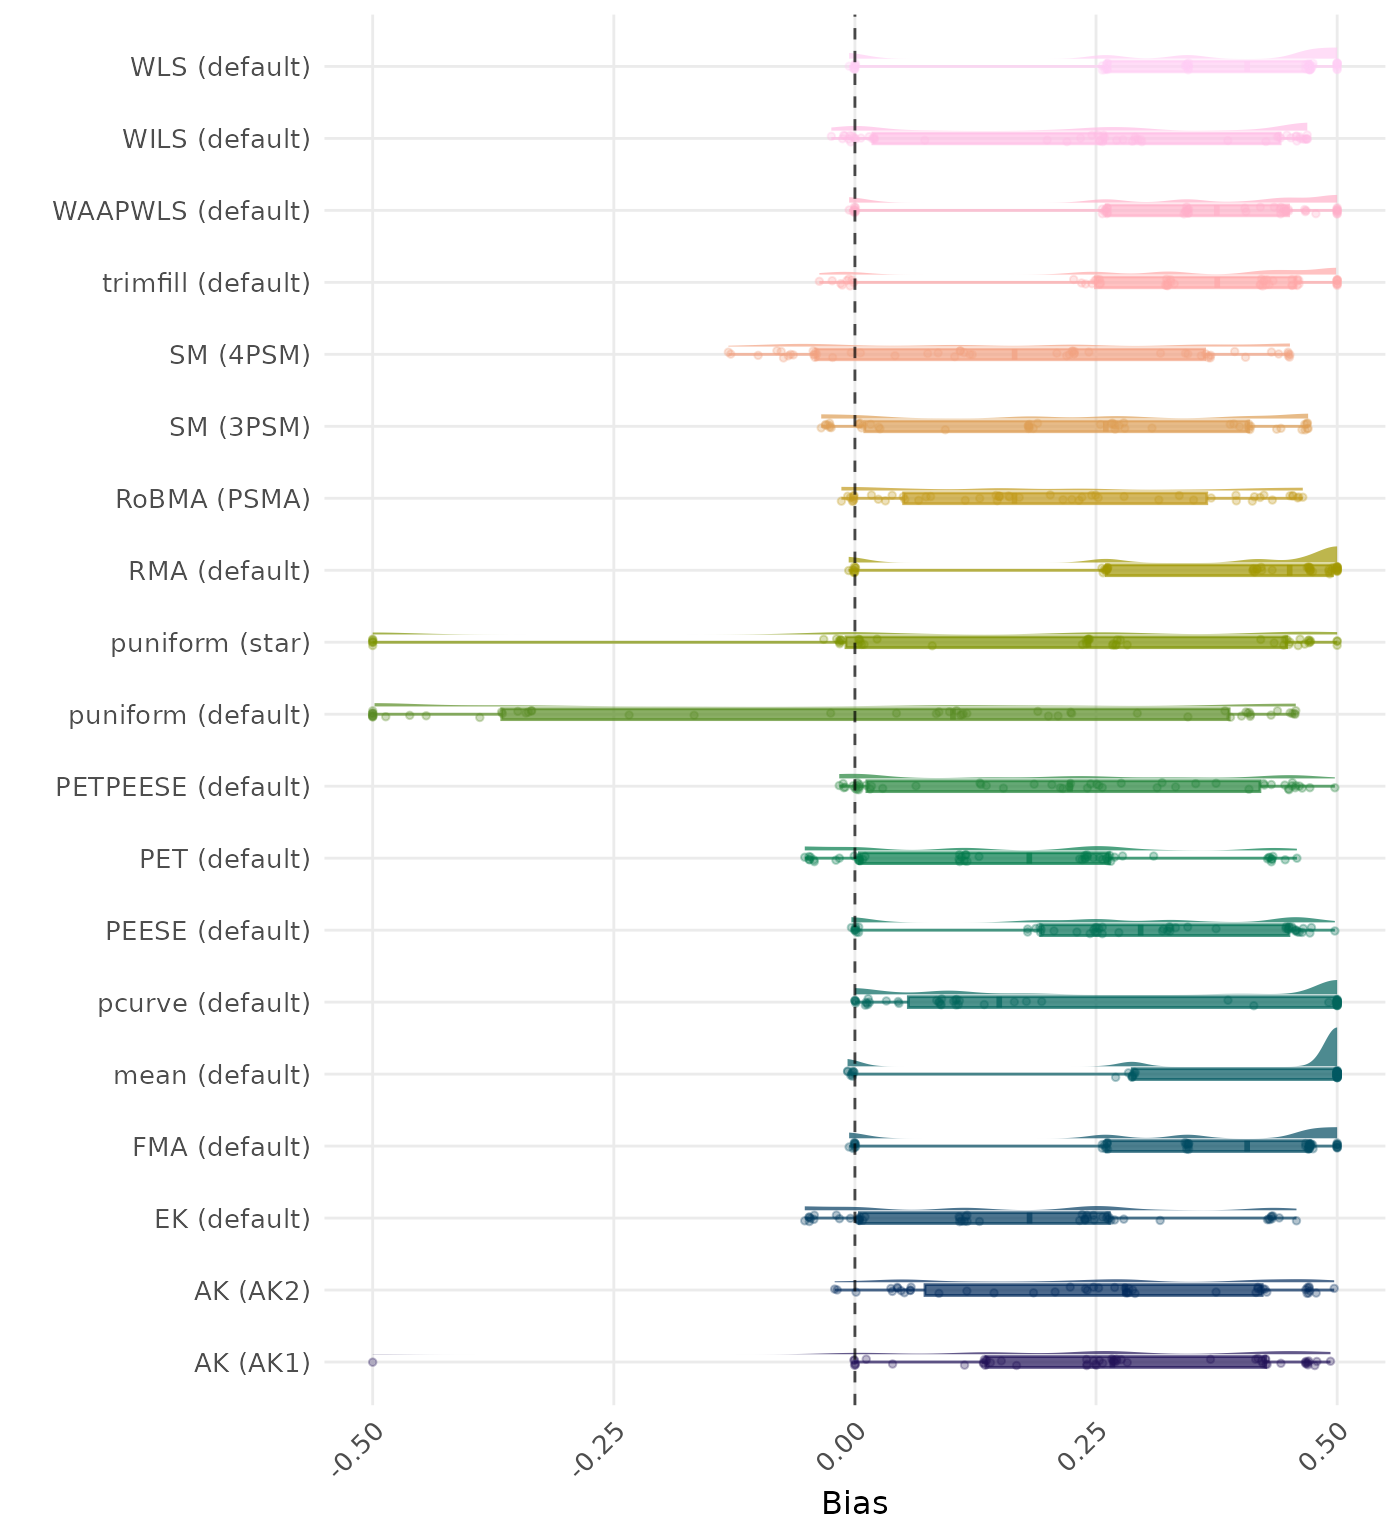 WLS (default)
WILS (default)
WAAPWLS (default)
trimfill (default)
SM (4PSM)
SM (3PSM)
RoBMA (PSMA)
RMA (default)
puniform (star)
puniform (default)
PETPEESE (default)
PET (default)
PEESE (default)
pcurve (default)
mean (default)
FMA (default)
EK (default)
AK (AK2)
AK (AK1)
-0.50
-0.25
0.00
0.25
0.50
Bias